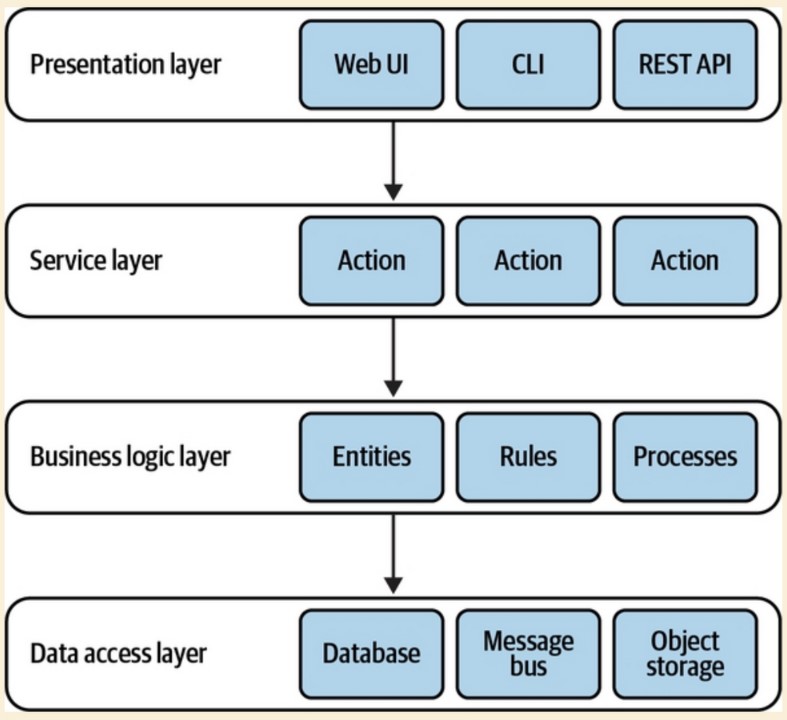 Presentation layer
Web UI
CLI
REST API
Service layer
Action
Action
Action
Business logic layer
Entities
Rules
Processes
Data access layer
Database
Message
bus
Object
storage